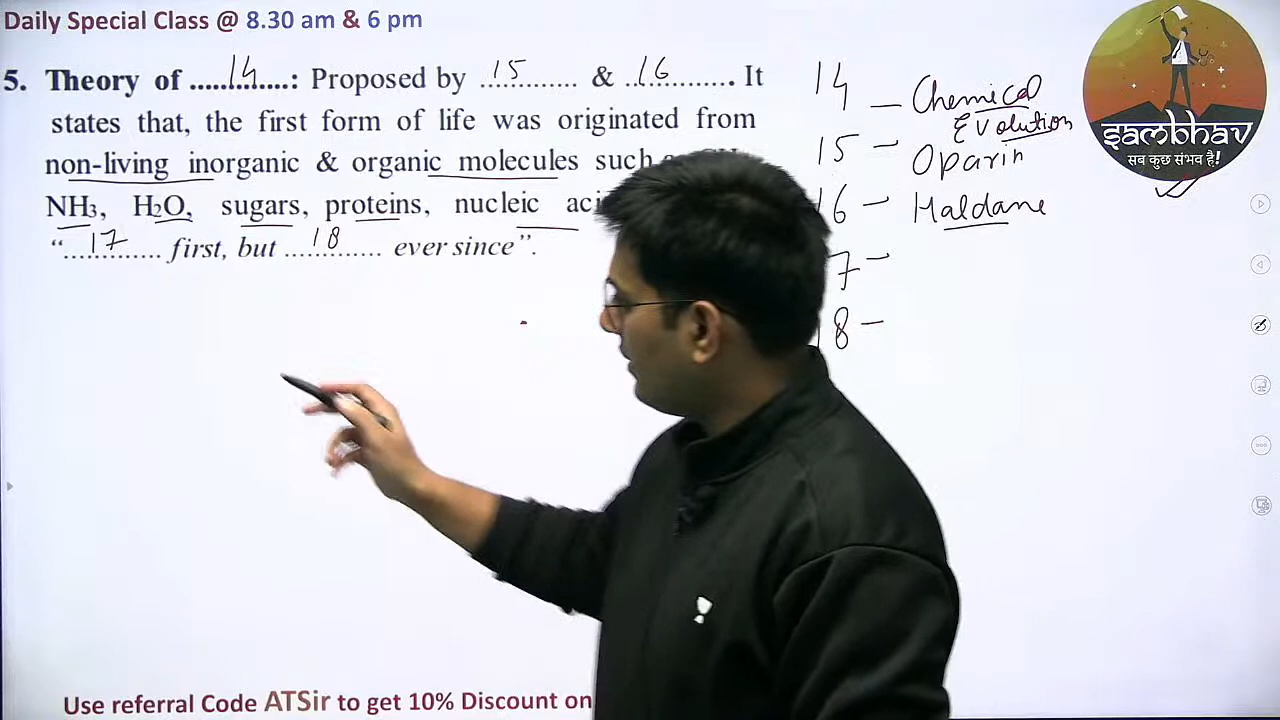 Daily Special Class @ 8.30 am & 6 pm
5. Theory of .....14.....: Proposed by ...15...... & ...16......... It
states that, the first form of life was originated from
non-living inorganic & organic molecules such
NH₃, H₂O, sugars, proteins, nucleic
“....17...... first, but ....18...... ever since”.
14 – Chemical
Evolution
15 – Oparin
16 – Haldane
7 –
18 –
sambhav
सब कुछ संभव है!
Use referral Code ATSir to get 10% Discount on